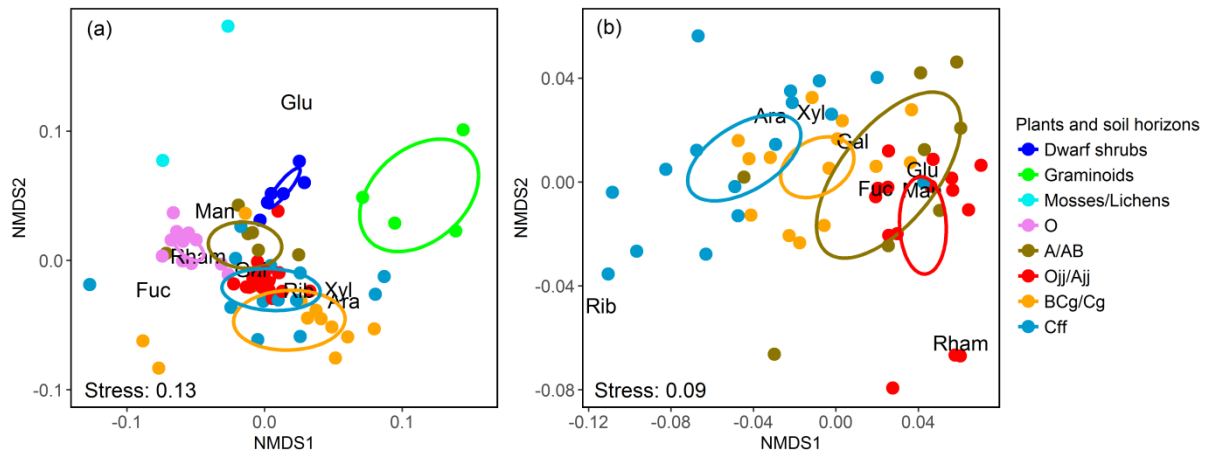 (a)
Glu
Man
Rham
Gal
Fuc
Rib
Xyl
Ara
Stress: 0.13
NMDS2
0.1
0.0
-0.1
-0.1
0.0
0.1
NMDS1
(b)
Ara
Xyl
Gal
Glu
Fuc
Man
Rib
Rham
Stress: 0.09
NMDS2
0.04
0.00
-0.04
-0.08
-0.12
-0.08
-0.04
0.00
0.04
NMDS1
Plants and soil horizons
Dwarf shrubs
Graminoids
Mosses/Lichens
O
A/AB
Ojj/Ajj
BCg/Cg
Cff